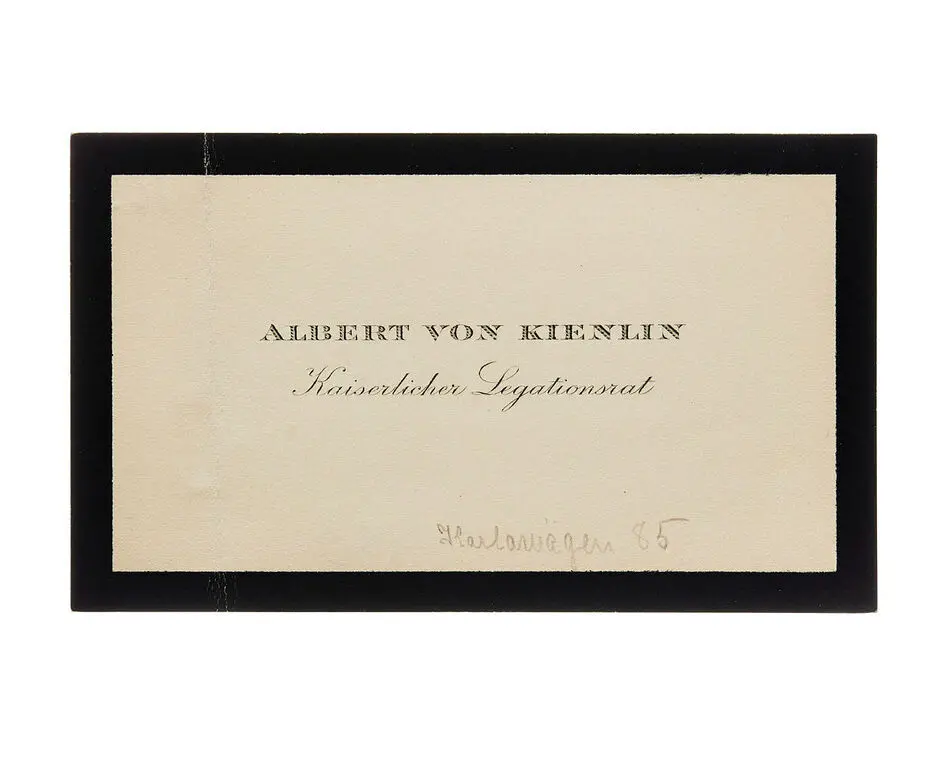 ALBERT VON KIENLIN
Kaiserlicher Legationsrat
Karlavägen 85